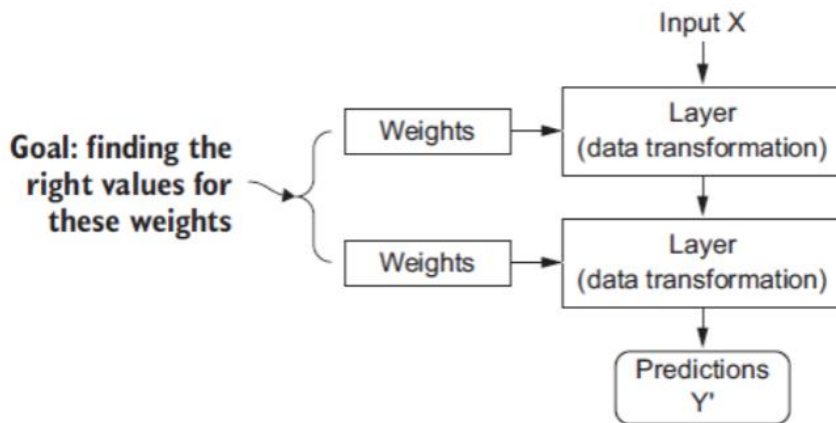 Input X
Layer
(data transformation)
Weights
Goal: finding the
right values for
these weights
Layer
(data transformation)
Weights
Predictions
Y'